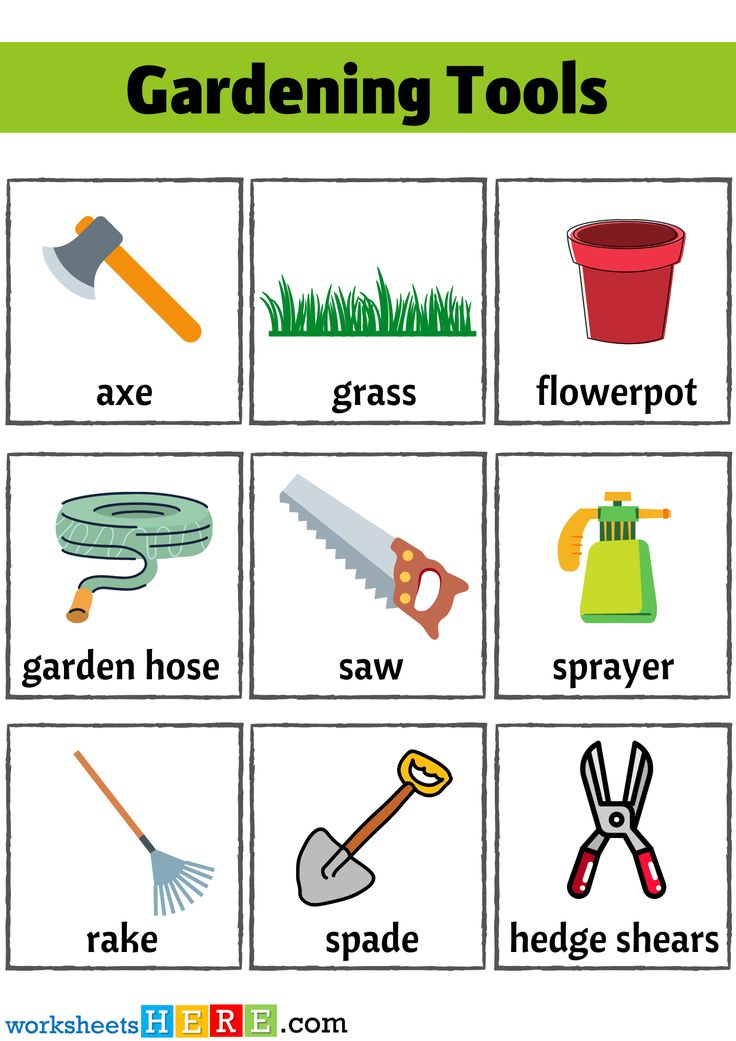 Gardening Tools
axe
grass
flowerpot
garden hose
saw
sprayer
rake
spade
hedge shears
worksheetsHERE.com